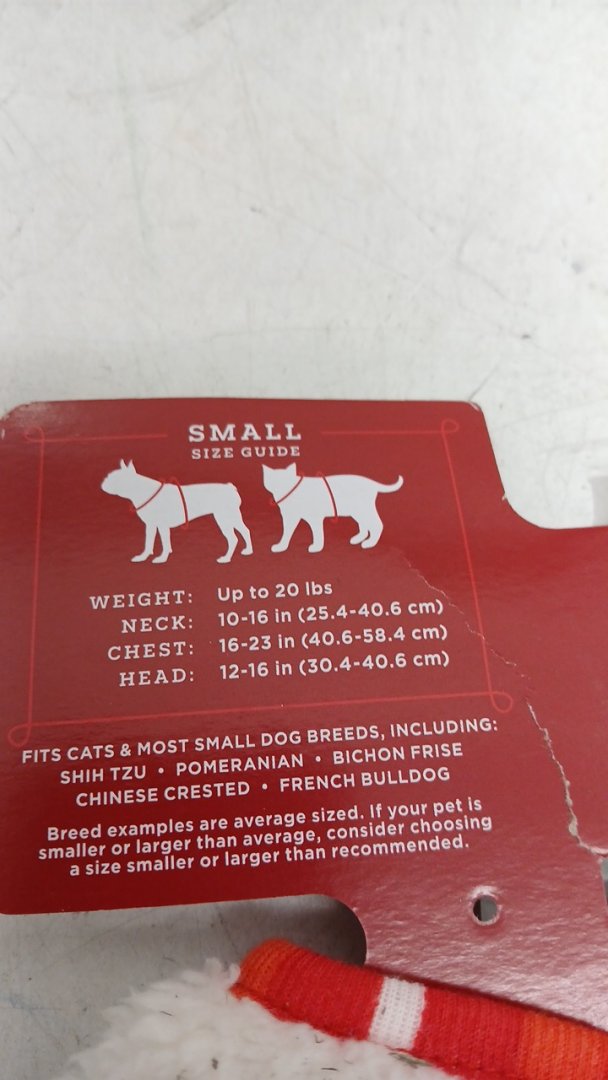 SMALL
SIZE GUIDE
WEIGHT: Up to 20 lbs
NECK: 10-16 in (25.4-40.6 cm)
CHEST: 16-23 in (40.6-58.4 cm)
HEAD: 12-16 in (30.4-40.6 cm)
FITS CATS & MOST SMALL DOG BREEDS, INCLUDING:
SHIH TZU • POMERANIAN • BICHON FRISE
CHINESE CRESTED • FRENCH BULLDOG
Breed examples are average sized. If your pet is
smaller or larger than average, consider choosing
a size smaller or larger than recommended.